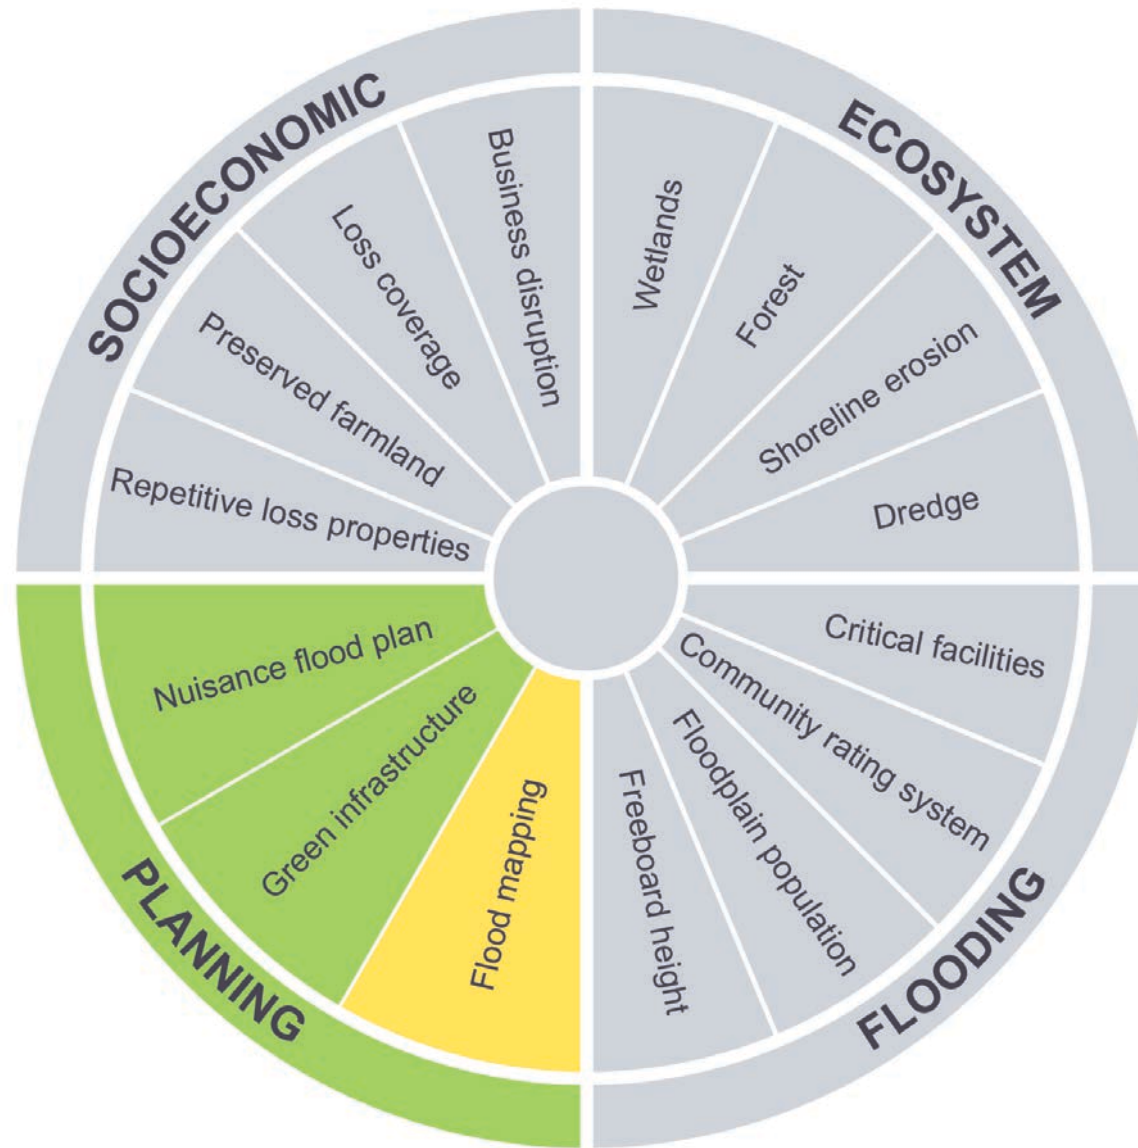 SOCIOECONOMIC
Repetitive loss properties
Preserved farmland
Loss coverage
Business disruption
ECOSYSTEM
Wetlands
Forest
Shoreline erosion
Dredge
FLOODING
Critical facilities
Community rating system
Floodplain population
Freeboard height
PLANNING
Flood mapping
Green infrastructure
Nuisance flood plan